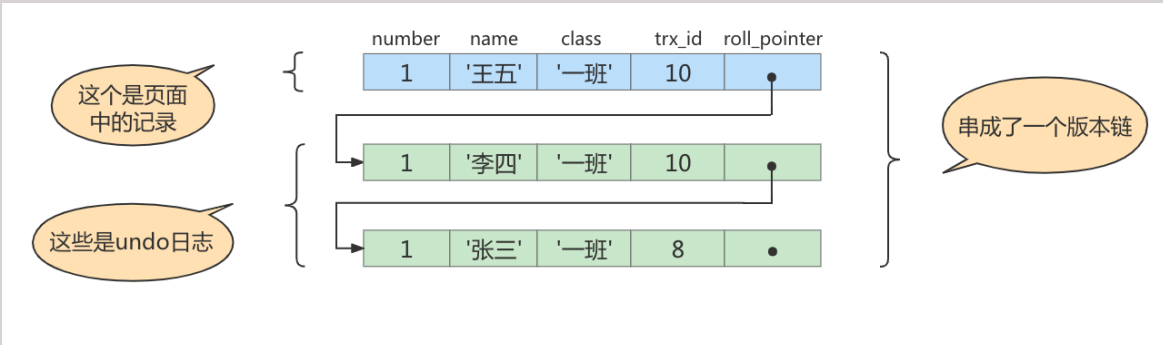 number name class trx_id roll_pointer
1 '王五' '一班' 10
这个是页面
中的记录
串成了一个版本链
1 '李四' '一班' 10
这些是undo日志
1 '张三' '一班' 8